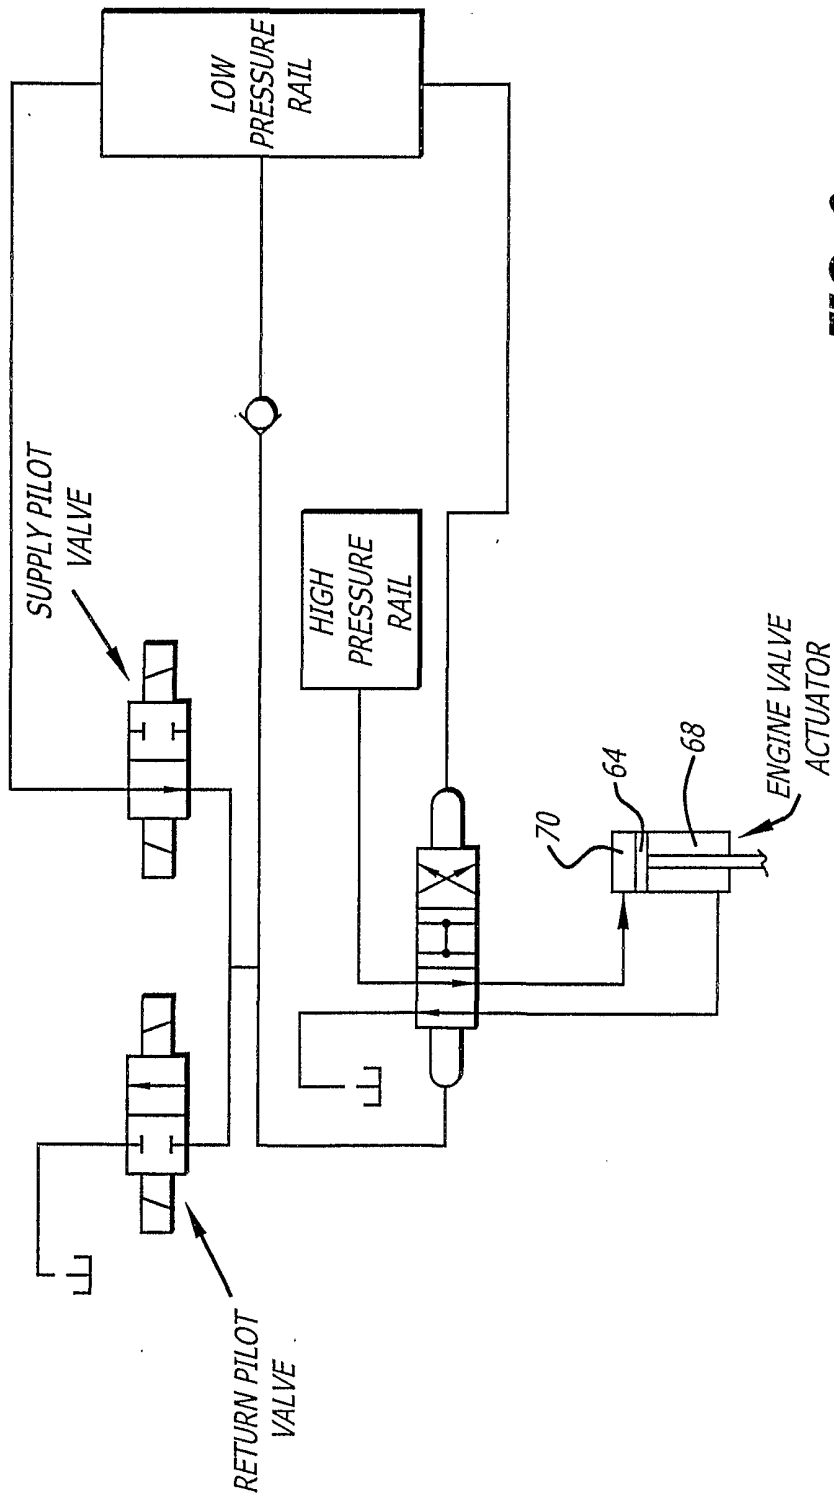 RETURN PILOT
VALVE
SUPPLY PILOT
VALVE
LOW
PRESSURE
RAIL
HIGH
PRESSURE
RAIL
70
64
68
ENGINE VALVE
ACTUATOR